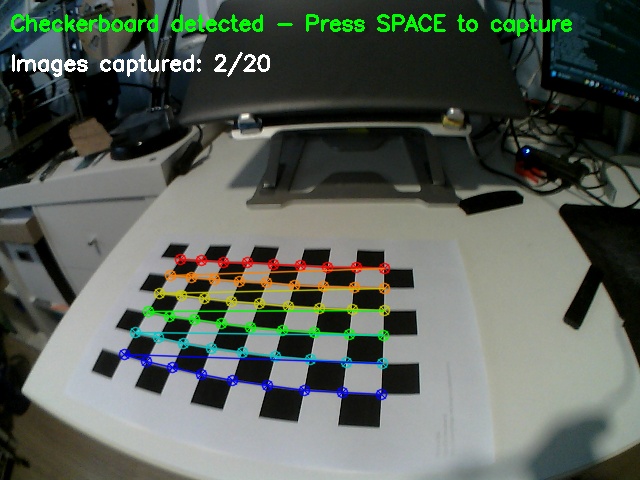 Checkerboard detected - Press SPACE to capture
Images captured: 2/20